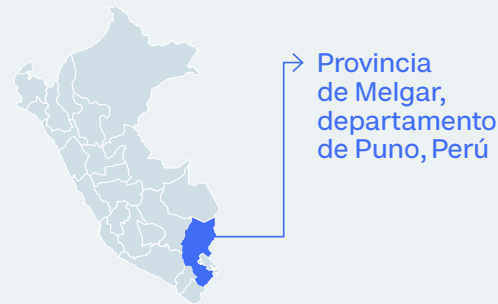 Provincia
de Melgar,
departamento
de Puno, Perú